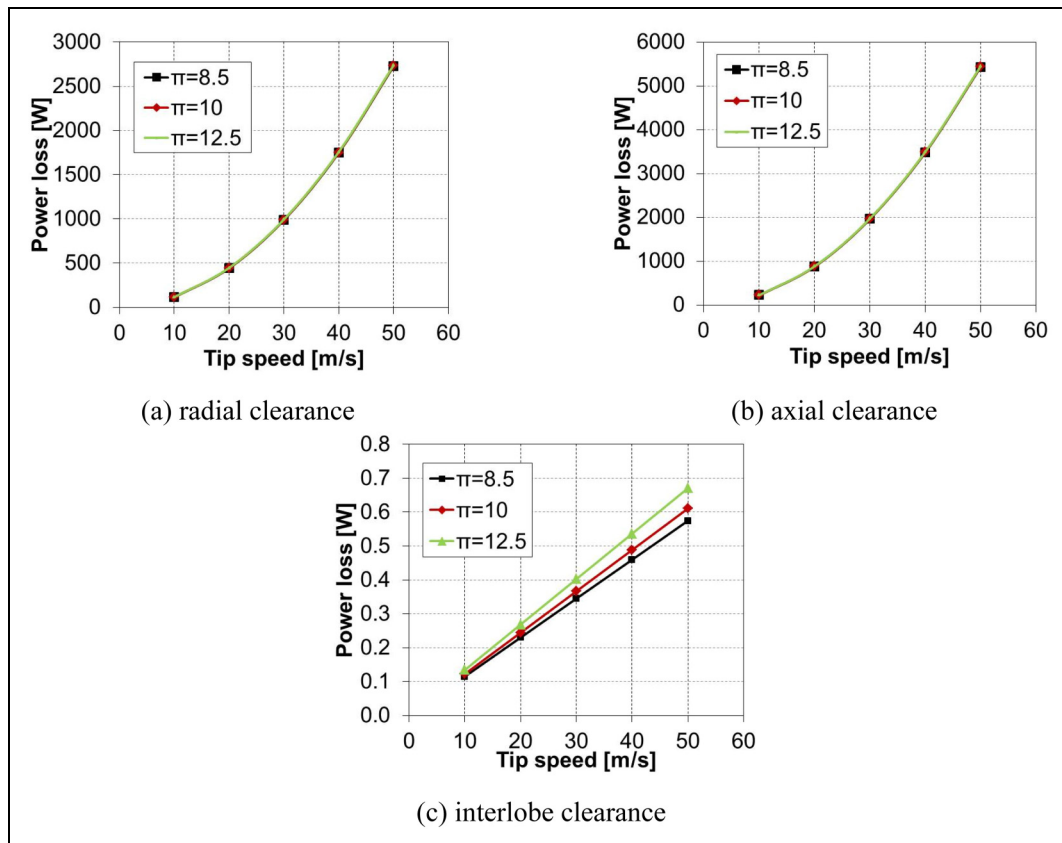 3000
2500
2000
1500
1000
500
0
Power loss [W]
π=8.5
π=10
π=12.5
0 10 20 30 40 50 60
Tip speed [m/s]
(a) radial clearance
6000
5000
4000
3000
2000
1000
0
Power loss [W]
π=8.5
π=10
π=12.5
0 10 20 30 40 50 60
Tip speed [m/s]
(b) axial clearance
0.8
0.7
0.6
0.5
0.4
0.3
0.2
0.1
0.0
Power loss [W]
π=8.5
π=10
π=12.5
0 10 20 30 40 50 60
Tip speed [m/s]
(c) interlobe clearance